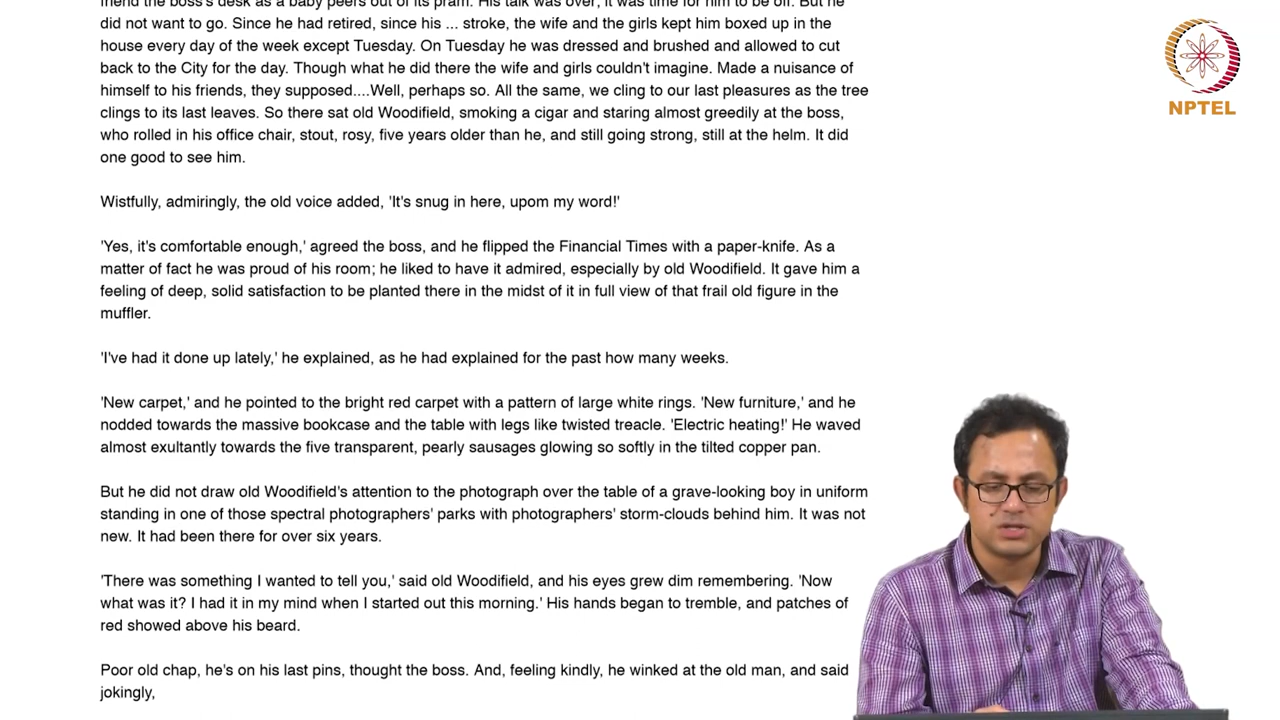 friend the boss's desk as a baby peers out of its pram. His talk was over; it was time for him to be off. But he
did not want to go. Since he had retired, since his ... stroke, the wife and the girls kept him boxed up in the
house every day of the week except Tuesday. On Tuesday he was dressed and brushed and allowed to cut
back to the City for the day. Though what he did there the wife and girls couldn't imagine. Made a nuisance of
himself to his friends, they supposed....Well, perhaps so. All the same, we cling to our last pleasures as the tree
clings to its last leaves. So there sat old Woodifield, smoking a cigar and staring almost greedily at the boss,
who rolled in his office chair, stout, rosy, five years older than he, and still going strong, still at the helm. It did
one good to see him.
Wistfully, admiringly, the old voice added, 'It's snug in here, upom my word!'
'Yes, it's comfortable enough,' agreed the boss, and he flipped the Financial Times with a paper-knife. As a
matter of fact he was proud of his room; he liked to have it admired, especially by old Woodifield. It gave him a
feeling of deep, solid satisfaction to be planted there in the midst of it in full view of that frail old figure in the
muffler.
'I've had it done up lately,' he explained, as he had explained for the past how many weeks.
'New carpet,' and he pointed to the bright red carpet with a pattern of large white rings. 'New furniture,' and he
nodded towards the massive bookcase and the table with legs like twisted treacle. 'Electric heating!' He waved
almost exultantly towards the five transparent, pearly sausages glowing so softly in the tilted copper pan.
But he did not draw old Woodifield's attention to the photograph over the table of a grave-looking boy in uniform
standing in one of those spectral photographers' parks with photographers' storm-clouds behind him. It was not
new. It had been there for over six years.
'There was something I wanted to tell you,' said old Woodifield, and his eyes grew dim remembering. 'Now
what was it? I had it in my mind when I started out this morning.' His hands began to tremble, and patches of
red showed above his beard.
Poor old chap, he's on his last pins, thought the boss. And, feeling kindly, he winked at the old man, and said
jokingly,
NPTEL